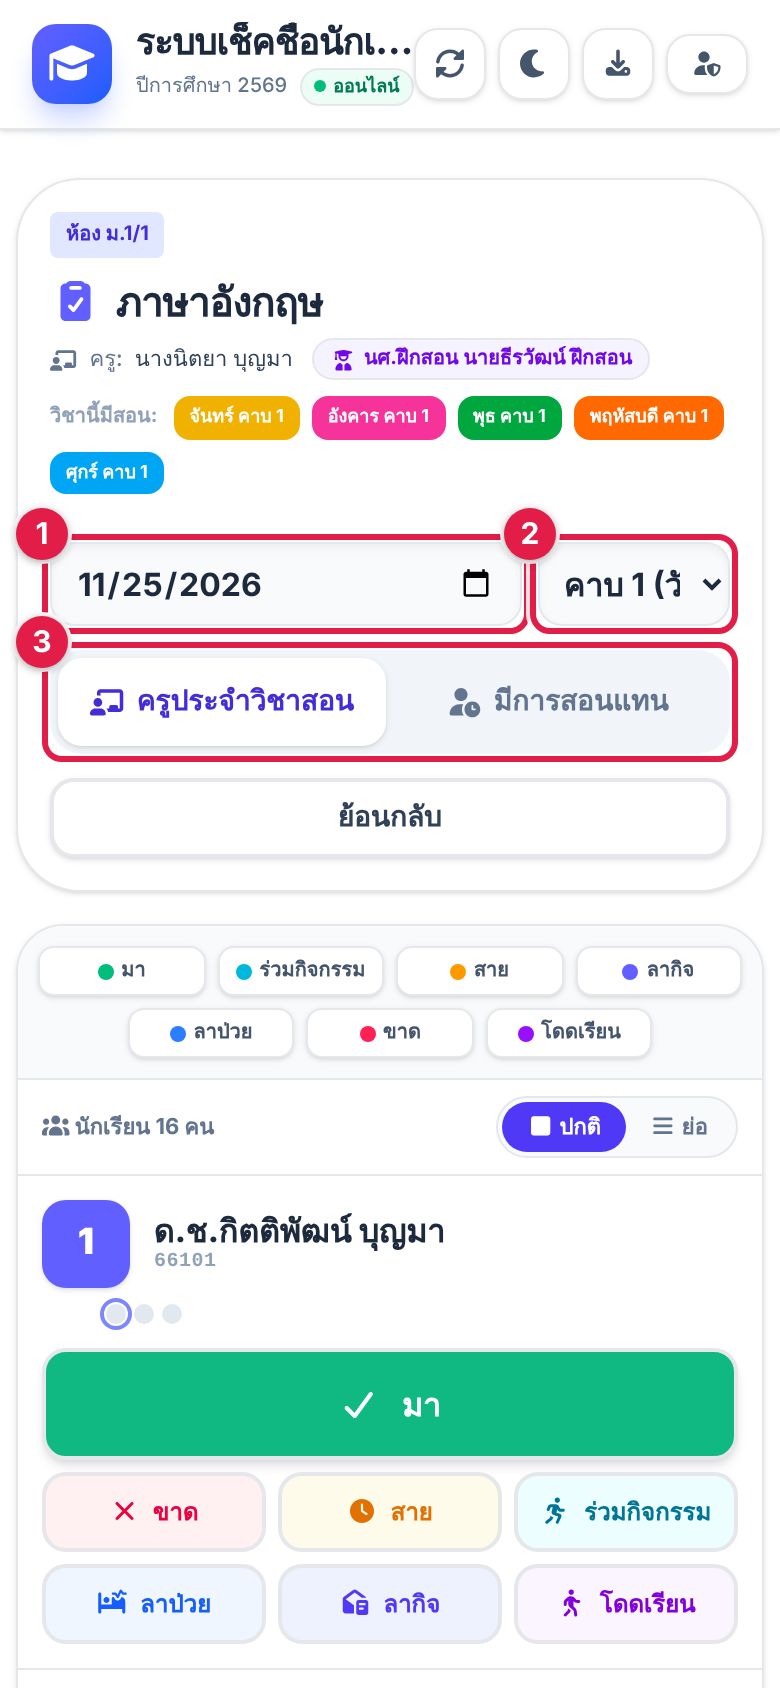 ระบบเช็คชื่อนักเ...
ปีการศึกษา 2569 ออนไลน์
ห้อง ม.1/1
ภาษาอังกฤษ
ครู: นางนิตยา บุญมา นศ.ฝึกสอน นายธีรวัฒน์ ฝึกสอน
วิชานี้มีสอน: จันทร์ คาบ 1 อังคาร คาบ 1 พุธ คาบ 1 พฤหัสบดี คาบ 1
ศุกร์ คาบ 1
1 2
11/25/2026 คาบ 1 (วั
3
ครูประจำวิชาสอน มีการสอนแทน
ย้อนกลับ
มา ร่วมกิจกรรม สาย ลากิจ
ลาป่วย ขาด โดดเรียน
นักเรียน 16 คน ปกติ ย่อ
1 ด.ช.กิตติพัฒน์ บุญมา
66101
มา
ขาด สาย ร่วมกิจกรรม
ลาป่วย ลากิจ โดดเรียน